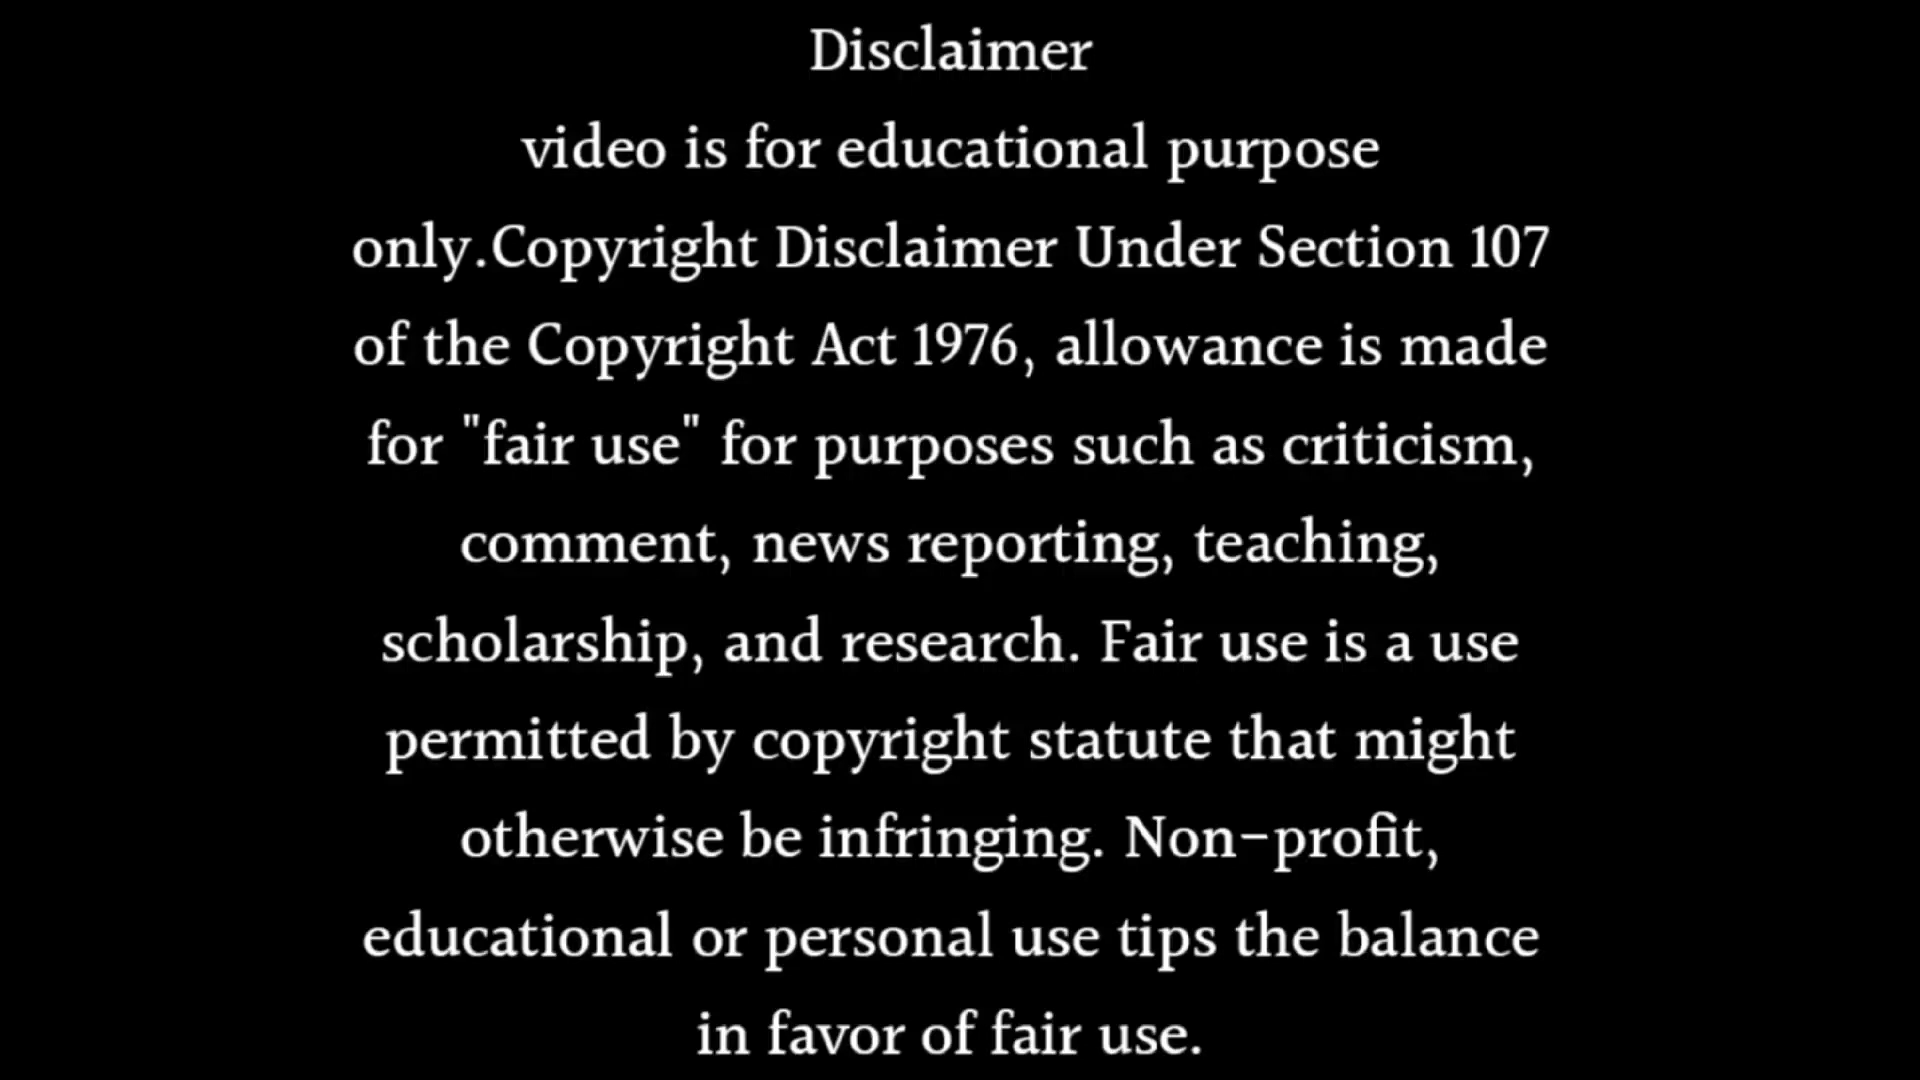 Disclaimer
video is for educational purpose
only.Copyright Disclaimer Under Section 107
of the Copyright Act 1976, allowance is made
for "fair use" for purposes such as criticism,
comment, news reporting, teaching,
scholarship, and research. Fair use is a use
permitted by copyright statute that might
otherwise be infringing. Non-profit,
educational or personal use tips the balance
in favor of fair use.